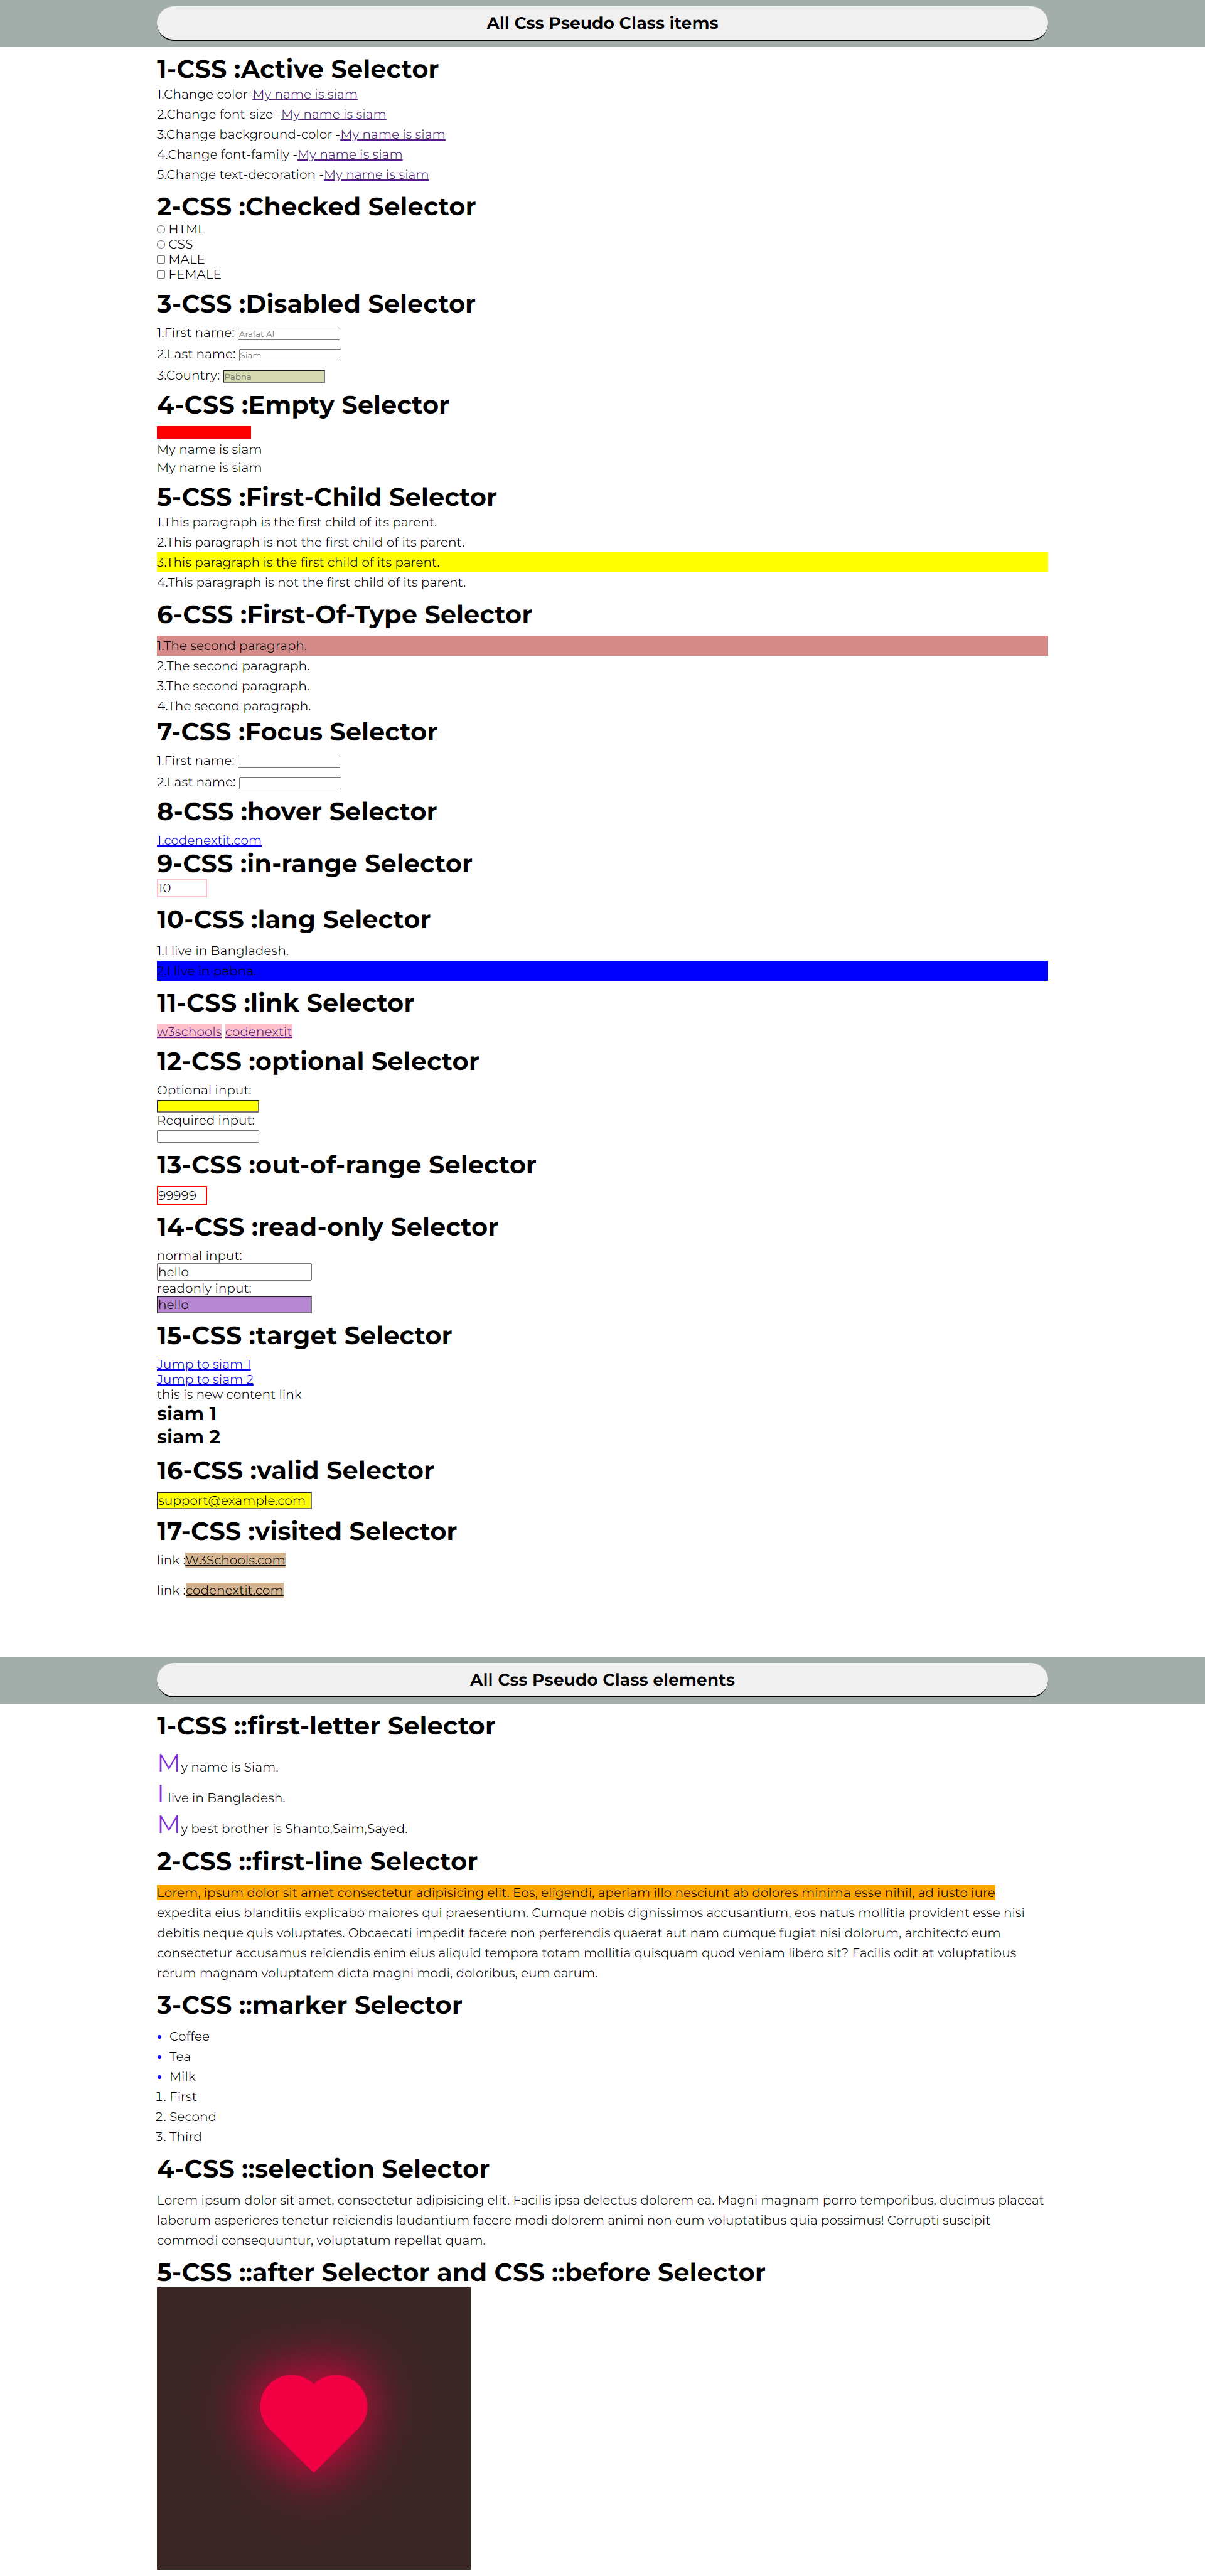 All Css Pseudo Class items
1-CSS :Active Selector
1.Change color-My name is siam
2.Change font-size -My name is siam
3.Change background-color -My name is siam
4.Change font-family -My name is siam
5.Change text-decoration -My name is siam
2-CSS :Checked Selector
HTML
CSS
MALE
FEMALE
3-CSS :Disabled Selector
1.First name: Arafat Al
2.Last name: Siam
3.Country: Pabna
4-CSS :Empty Selector
My name is siam
My name is siam
5-CSS :First-Child Selector
1.This paragraph is the first child of its parent.
2.This paragraph is not the first child of its parent.
3.This paragraph is the first child of its parent.
4.This paragraph is not the first child of its parent.
6-CSS :First-Of-Type Selector
1.The second paragraph.
2.The second paragraph.
3.The second paragraph.
4.The second paragraph.
7-CSS :Focus Selector
1.First name:
2.Last name:
8-CSS :hover Selector
1.codenextit.com
9-CSS :in-range Selector
10
10-CSS :lang Selector
1.I live in Bangladesh.
2.I live in pabna.
11-CSS :link Selector
w3schools codenextit
12-CSS :optional Selector
Optional input:
Required input:
13-CSS :out-of-range Selector
99999
14-CSS :read-only Selector
normal input:
hello
readonly input:
hello
15-CSS :target Selector
Jump to siam 1
Jump to siam 2
this is new content link
siam 1
siam 2
16-CSS :valid Selector
support@example.com
17-CSS :visited Selector
link :W3Schools.com
link :codenextit.com
All Css Pseudo Class elements
1-CSS ::first-letter Selector
My name is Siam.
I live in Bangladesh.
My best brother is Shanto,Saim,Sayed.
2-CSS ::first-line Selector
Lorem, ipsum dolor sit amet consectetur adipisicing elit. Eos, eligendi, aperiam illo nesciunt ab dolores minima esse nihil, ad iusto iure
expedita eius blanditiis explicabo maiores qui praesentium. Cumque nobis dignissimos accusantium, eos natus mollitia provident esse nisi
debitis neque quis voluptates. Obcaecati impedit facere non perferendis quaerat aut nam cumque fugiat nisi dolorum, architecto eum
consectetur accusamus reiciendis enim eius aliquid tempora totam mollitia quisquam quod veniam libero sit? Facilis odit at voluptatibus
rerum magnam voluptatem dicta magni modi, doloribus, eum earum.
3-CSS ::marker Selector
• Coffee
• Tea
• Milk
1. First
2. Second
3. Third
4-CSS ::selection Selector
Lorem ipsum dolor sit amet, consectetur adipisicing elit. Facilis ipsa delectus dolorem ea. Magni magnam porro temporibus, ducimus placeat
laborum asperiores tenetur reiciendis laudantium facere modi dolorem animi non eum voluptatibus quia possimus! Corrupti suscipit
commodi consequuntur, voluptatum repellat quam.
5-CSS ::after Selector and CSS ::before Selector